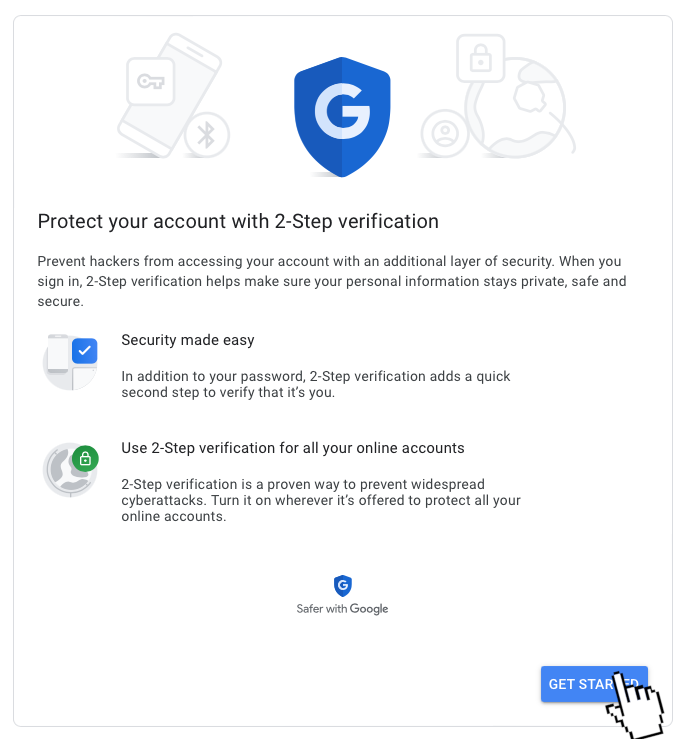 G
Protect your account with 2-Step verification
Prevent hackers from accessing your account with an additional layer of security. When you
sign in, 2-Step verification helps make sure your personal information stays private, safe and
secure.
Security made easy
In addition to your password, 2-Step verification adds a quick
second step to verify that it's you.
Use 2-Step verification for all your online accounts
2-Step verification is a proven way to prevent widespread
cyberattacks. Turn it on wherever it's offered to protect all your
online accounts.
G
Safer with Google
GET STARTED